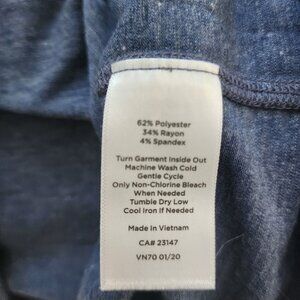 62% Polyester
34% Rayon
4% Spandex
Turn Garment Inside Out
Machine Wash Cold
Gentle Cycle
Only Non-Chlorine Bleach
When Needed
Tumble Dry Low
Cool Iron If Needed
Made in Vietnam
CA# 23147
VN70 01/20